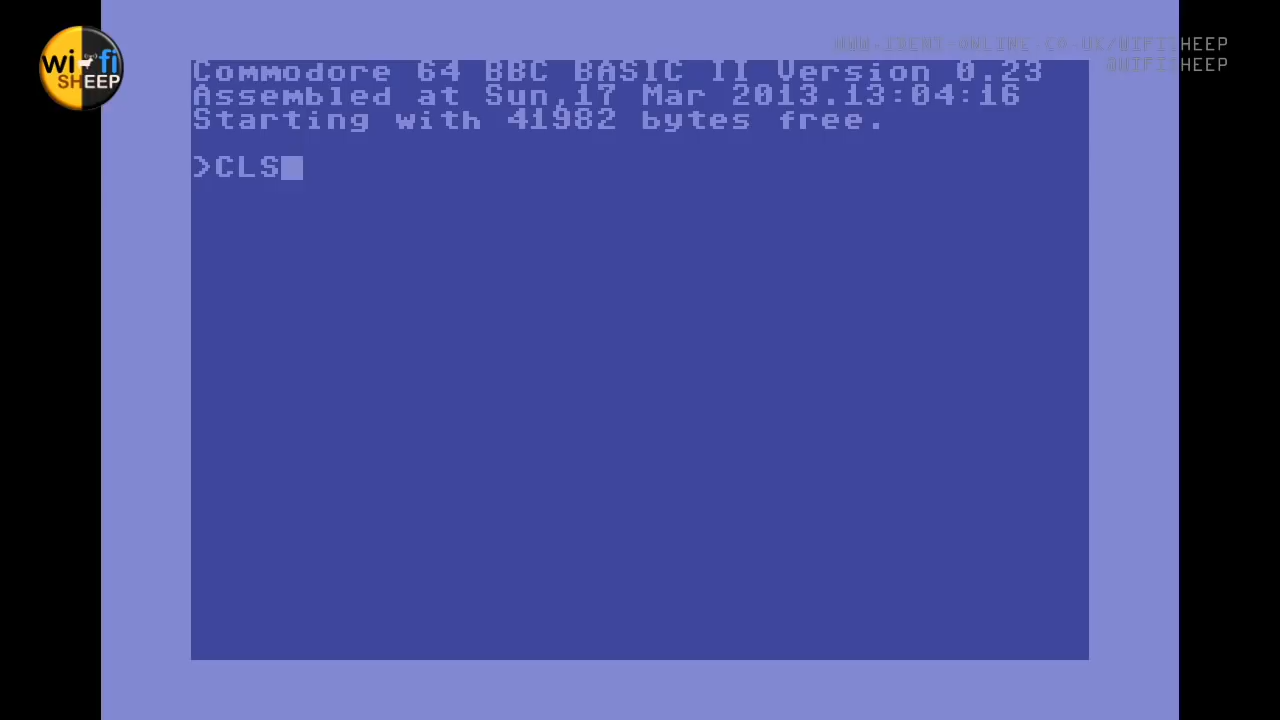 wi-fi
SHEEP
WWW.IDENT-ONLINE.CO.UK/WIFISHEEP
@WIFISHEEP
Commodore 64 BBC BASIC II Version 0.23
Assembled at Sun,17 Mar 2013.13:04:16
Starting with 41982 bytes free.
>CLS